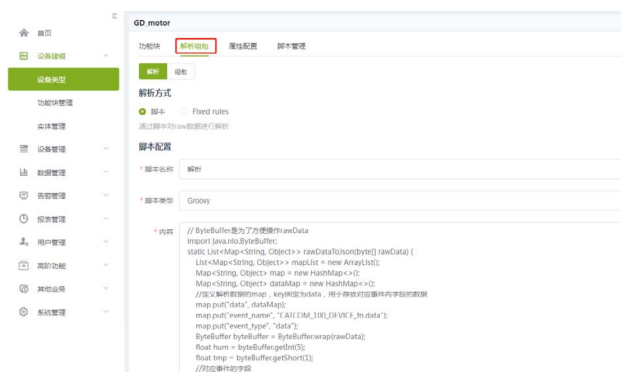 首页
设备建模
设备类型
功能块管理
实体管理
设备管理
数据管理
告警管理
报表管理
用户管理
高阶功能
其他业务
系统管理
GD_motor
功能块 解析组包 属性配置 脚本管理
解析 组包
解析方式
脚本 Fixed rules
通过脚本对raw数据进行解析
脚本配置
* 脚本名称 解析
* 脚本类型 Groovy
* 内容 // ByteBuffer是为了方便操作rawData
import java.nio.ByteBuffer;
static List<Map<String, Object>> rawDataToJson(byte[] rawData) {
List<Map<String, Object>> mapList = new ArrayList();
Map<String, Object> map = new HashMap<>();
Map<String, Object> dataMap = new HashMap<>();
//定义解析数据的map，key固定为data，用于存放对应事件内字段的数据
map.put("data", dataMap);
map.put("event_name", "CATCOM_100_DEVICE_fn.data");
map.put("event_type", "data");
ByteBuffer byteBuffer = ByteBuffer.wrap(rawData);
float hum = byteBuffer.getInt(5);
float tmp = byteBuffer.getShort(1);
//对应事件的字段